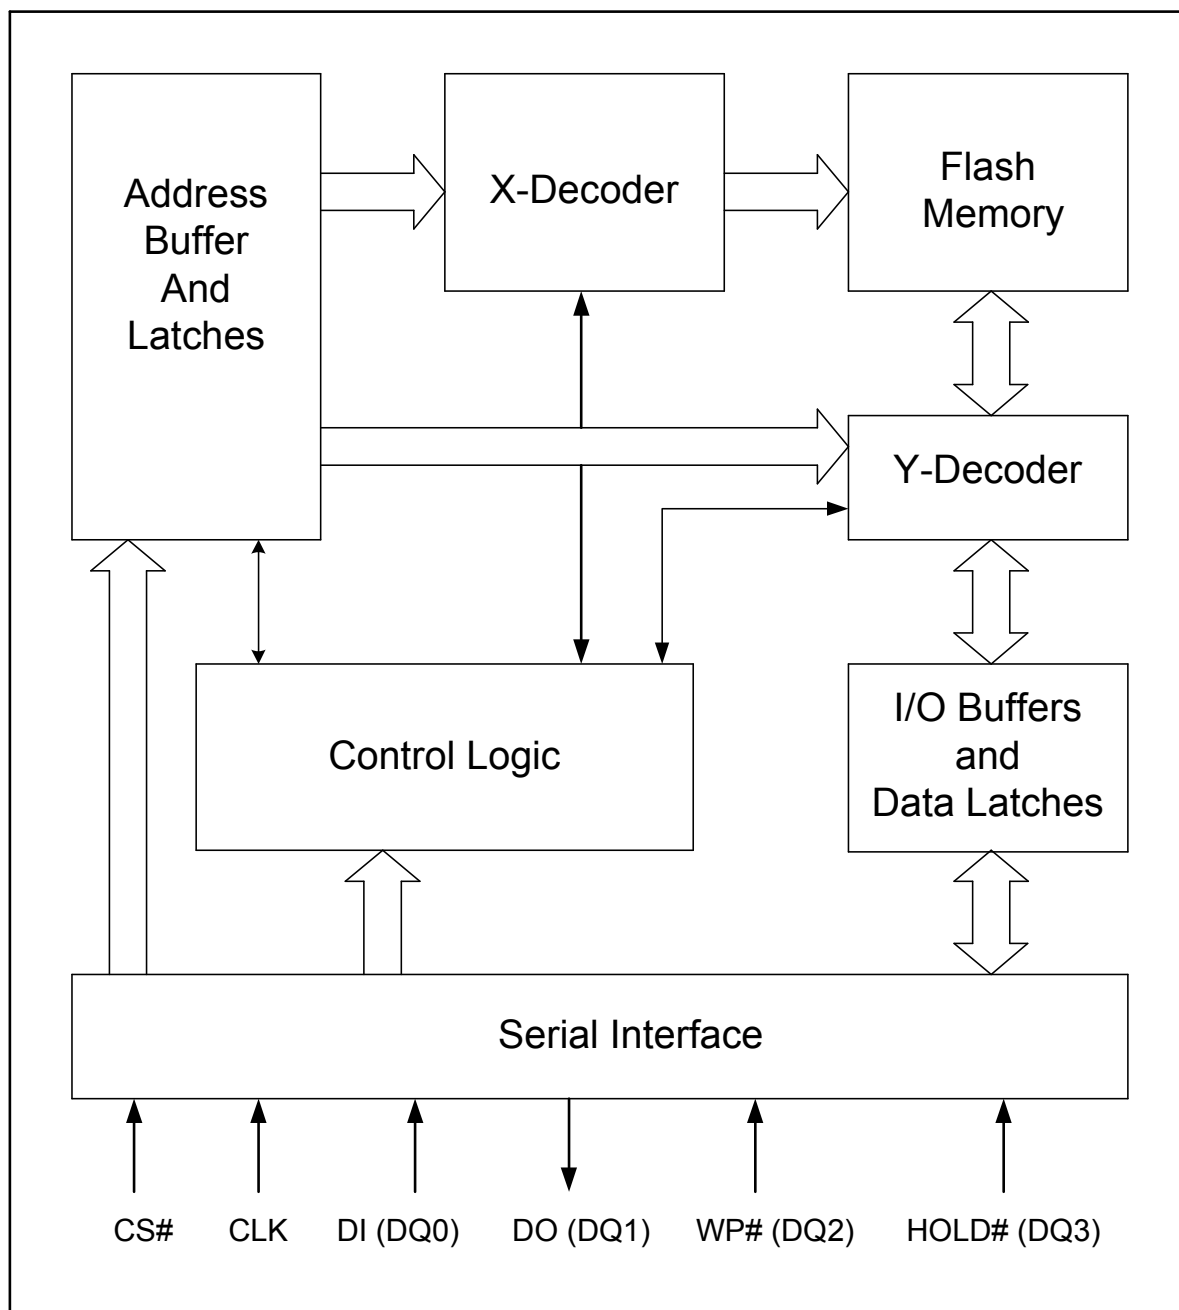 Address
Buffer
And
Latches
X-Decoder
Flash
Memory
Y-Decoder
Control Logic
I/O Buffers
and
Data Latches
Serial Interface
CS#
CLK
DI (DQ0)
DO (DQ1)
WP# (DQ2)
HOLD# (DQ3)